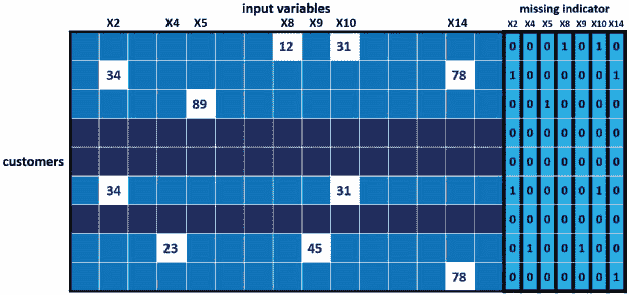 input variables missing indicator
X2 X4 X5 X8 X9 X10 X14 X2 X4 X5 X8 X9 X10 X14
12 31 0 0 0 1 0 1 0
34 78 1 0 0 0 0 0 1
89 0 0 1 0 0 0 0
0 0 0 0 0 0 0
customers 0 0 0 0 0 0 0
34 31 1 0 0 0 0 1 0
0 0 0 0 0 0 0
23 45 0 1 0 0 1 0 0
78 0 0 0 0 0 0 1